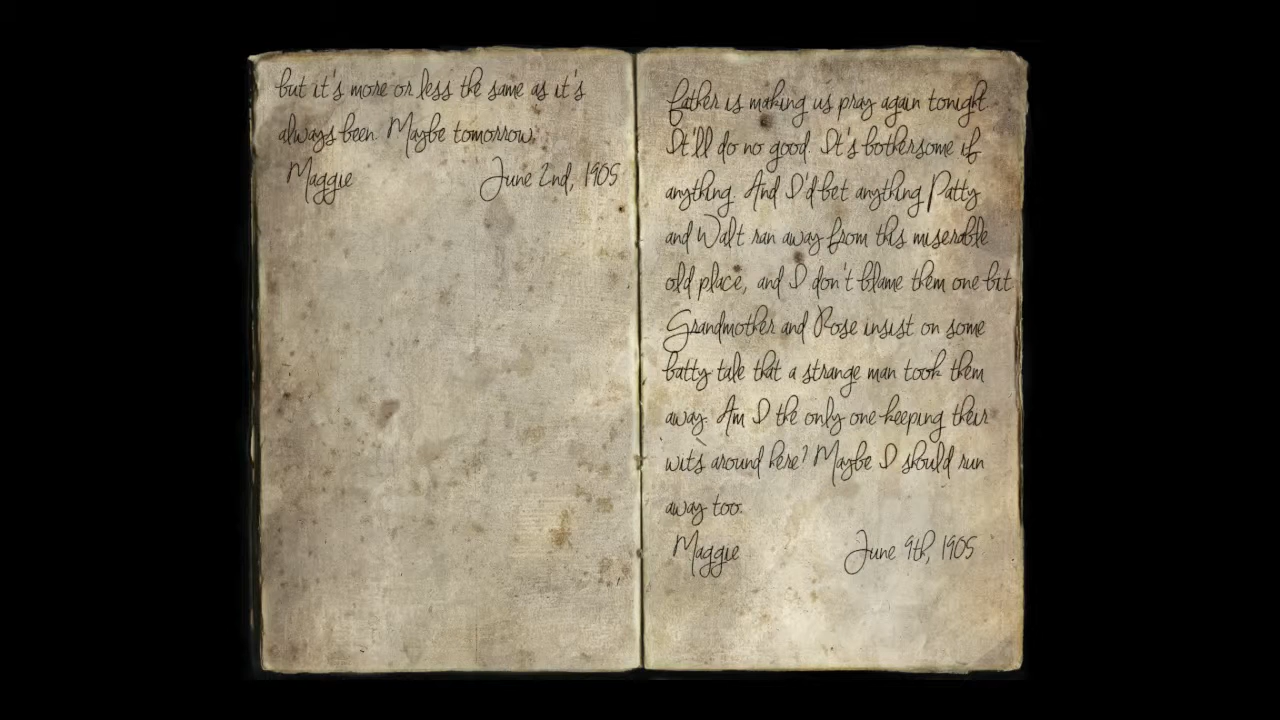 but it's more or less the same as it's
always been. Maybe tomorrow.
Maggie June 2nd, 1905
Father is making us pray again tonight.
It'll do no good. It's bothersome if
anything. And I'd bet anything Patty
and Walt ran away from this miserable
old place, and I don't blame them one bit
Grandmother and Rose insist on some
batty tale that a strange man took them
away. Am I the only one keeping their
wits around here? Maybe I should run
away too.
Maggie June 9th, 1905